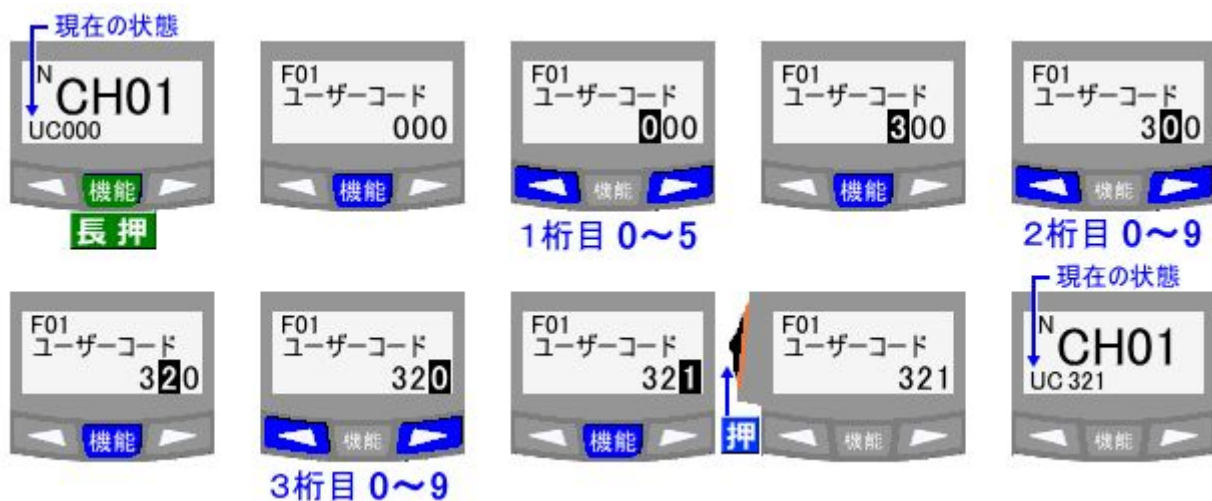 現在の状態
N
CH01
UC000
機能
長押
F01
ユーザーコード
000
機能
F01
ユーザーコード
000
機能
1桁目 0～5
F01
ユーザーコード
300
機能
F01
ユーザーコード
300
機能
2桁目 0～9
F01
ユーザーコード
320
機能
F01
ユーザーコード
320
機能
3桁目 0～9
F01
ユーザーコード
321
機能
押
F01
ユーザーコード
321
機能
現在の状態
N
CH01
UC 321
機能